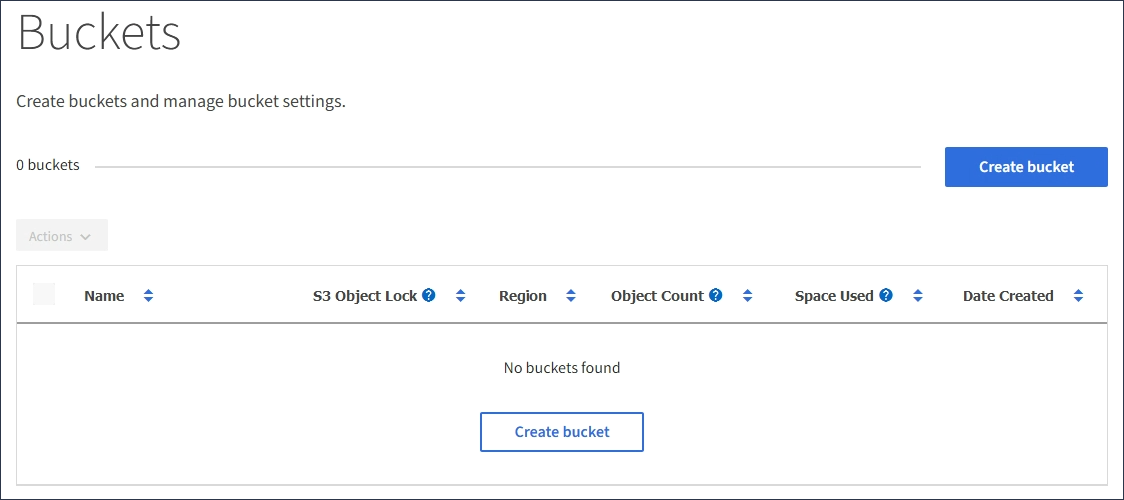 Buckets
Create buckets and manage bucket settings.
0 buckets
Create bucket
Actions
Name S3 Object Lock ? Region Object Count ? Space Used ? Date Created
No buckets found
Create bucket